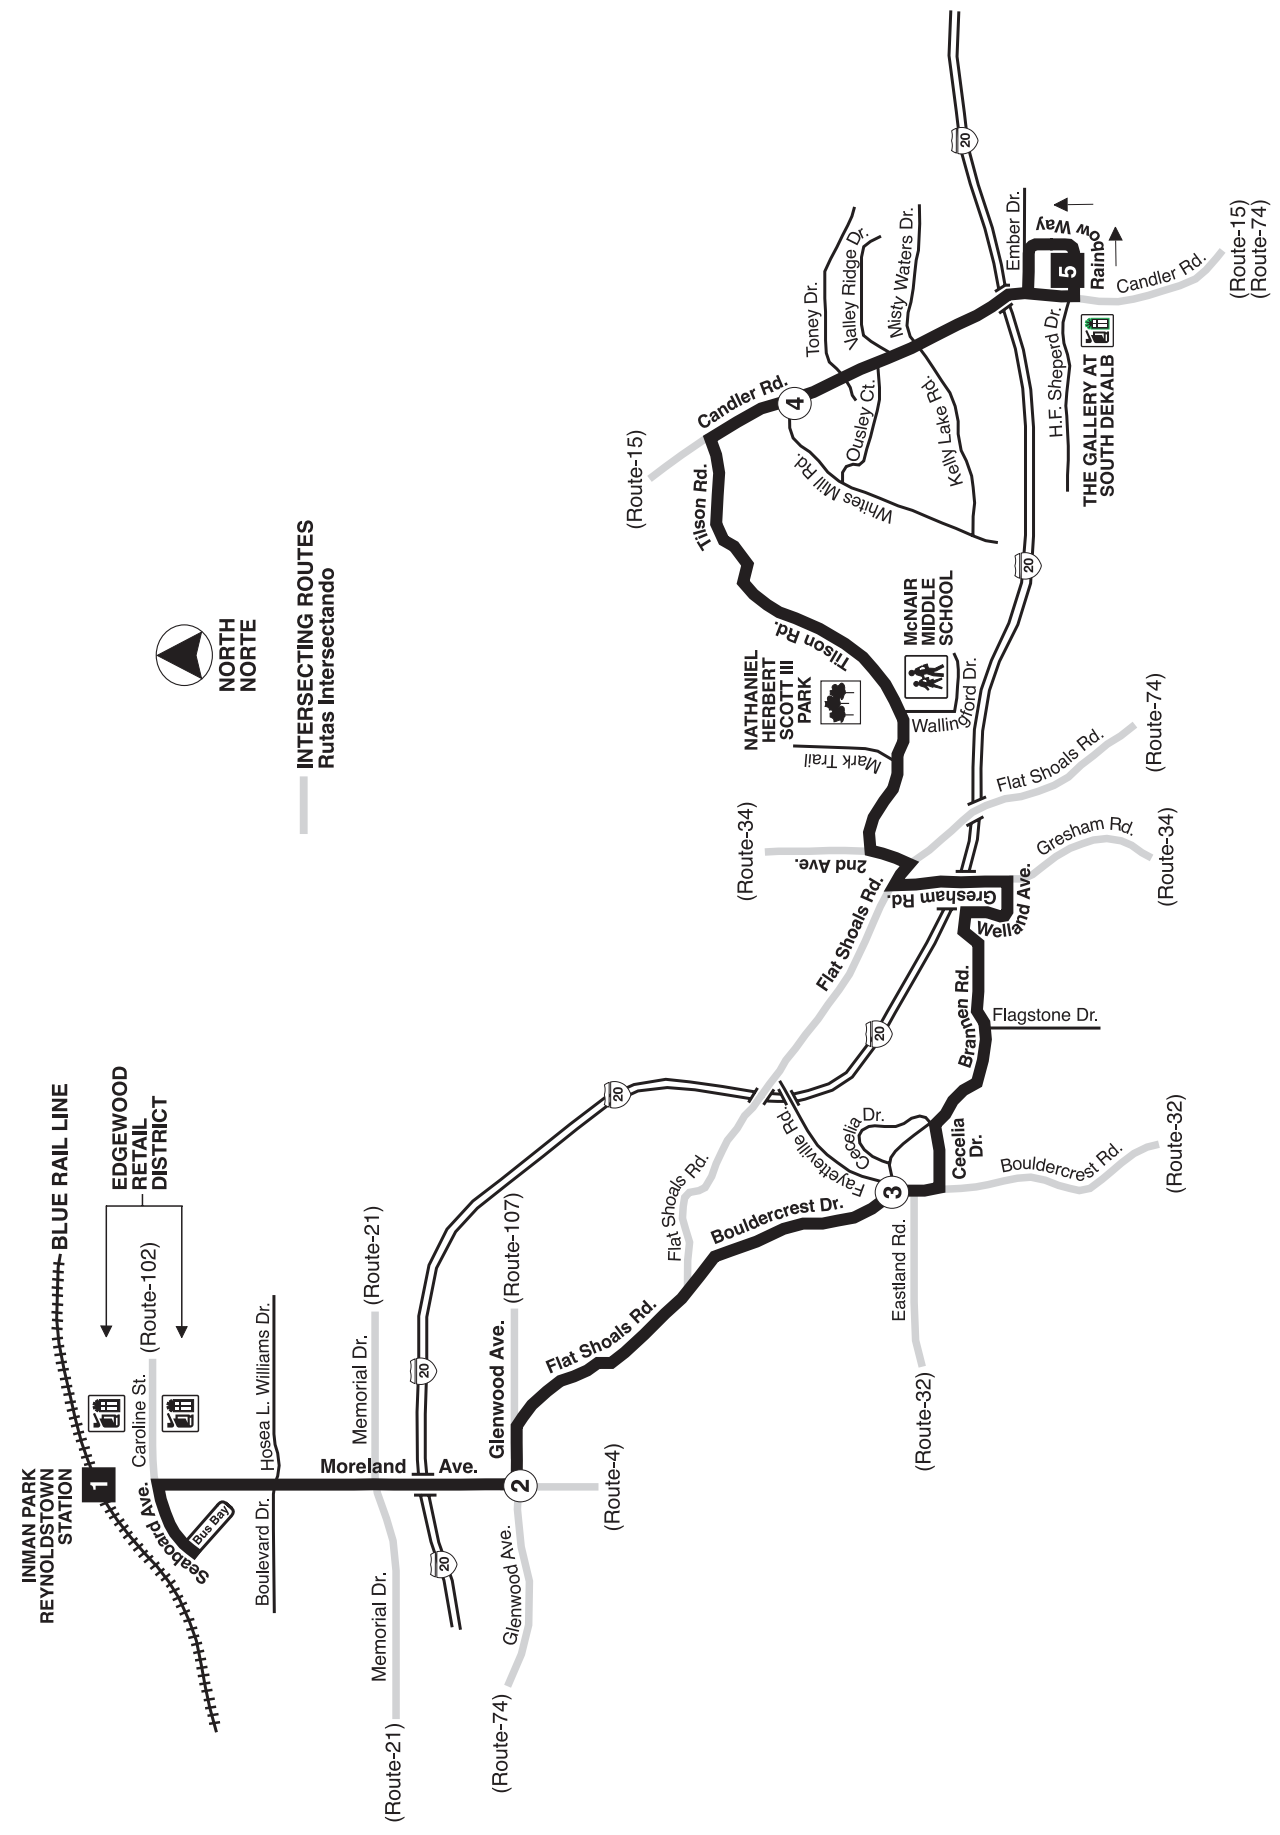 INMAN PARK
REYNOLDSTOWN
STATION
1
BLUE RAIL LINE
EDGEWOOD
RETAIL
DISTRICT
NORTH
NORTE
INTERSECTING ROUTES
Rutas Intersectando
Seaboard Ave.
Bus Bay
Caroline St.
(Route-102)
Boulevard Dr.
Hosea L. Williams Dr.
(Route-21)
Memorial Dr.
Memorial Dr.
(Route-21)
Moreland Ave.
20
20
20
20
20
20
(Route-74)
Glenwood Ave.
2
Glenwood Ave.
(Route-107)
(Route-4)
Flat Shoals Rd.
Flat Shoals Rd.
Bouldercrest Dr.
Fayetteville Rd.
Cecelia Dr.
3
Eastland Rd.
(Route-32)
Cecelia
Dr.
Bouldercrest Rd.
(Route-32)
Brannen Rd.
Flagstone Dr.
Welland Ave.
Gresham Rd.
Flat Shoals Rd.
2nd Ave.
(Route-34)
Gresham Rd.
(Route-34)
Flat Shoals Rd.
(Route-74)
Mark Trail
NATHANIEL
HERBERT
SCOTT III
PARK
McNAIR
MIDDLE
SCHOOL
Wallingford Dr.
Tilson Rd.
Tilson Rd.
(Route-15)
Candler Rd.
4
Whites Mill Rd.
Ousley Ct.
Kelly Lake Rd.
Toney Dr.
Valley Ridge Dr.
Misty Waters Dr.
Ember Dr.
Rainbow Way
5
H.F. Sheperd Dr.
THE GALLERY AT
SOUTH DEKALB
Candler Rd.
(Route-15)
(Route-74)